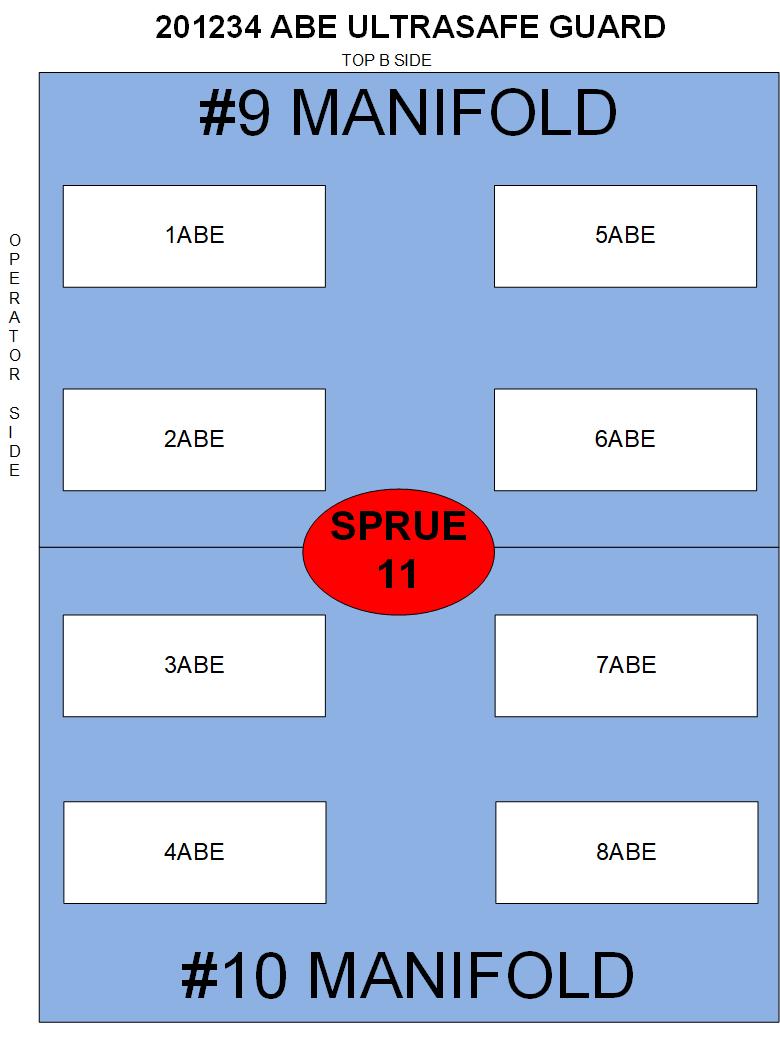 201234 ABE ULTRASAFE GUARD
TOP B SIDE
#9 MANIFOLD
OPERATOR SIDE
1ABE
5ABE
2ABE
6ABE
SPRUE
11
3ABE
7ABE
4ABE
8ABE
#10 MANIFOLD